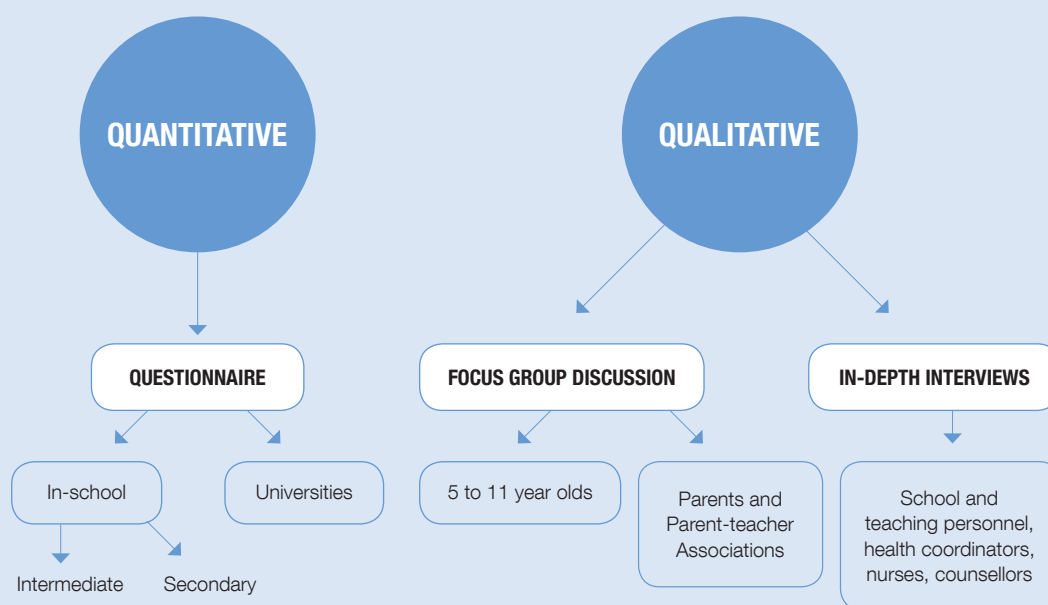 QUANTITATIVE
QUALITATIVE
QUESTIONNAIRE
FOCUS GROUP DISCUSSION
IN-DEPTH INTERVIEWS
In-school
Universities
5 to 11 year olds
Parents and
Parent-teacher
Associations
School and
teaching personnel,
health coordinators,
nurses, counsellors
Intermediate
Secondary